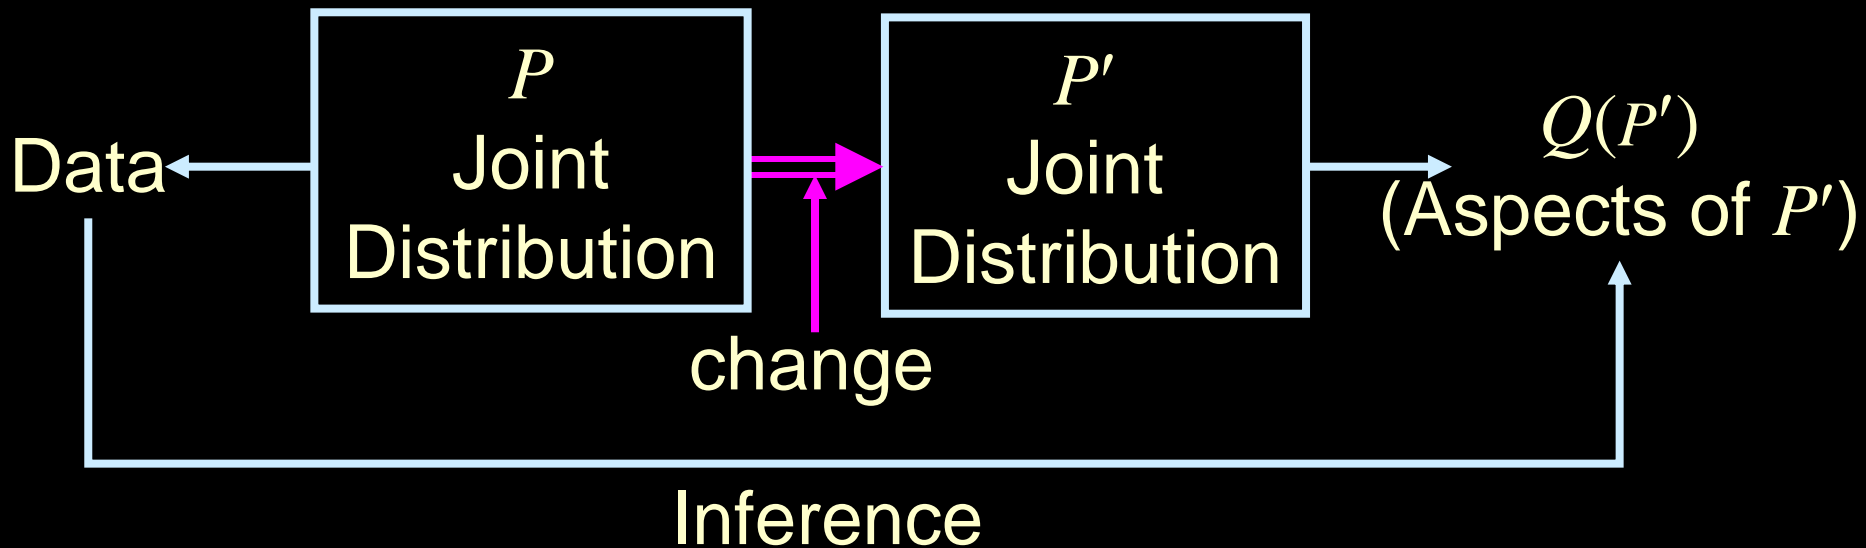 P
Joint
Distribution
P′
Joint
Distribution
Data
Q(P′)
(Aspects of P′)
change
Inference